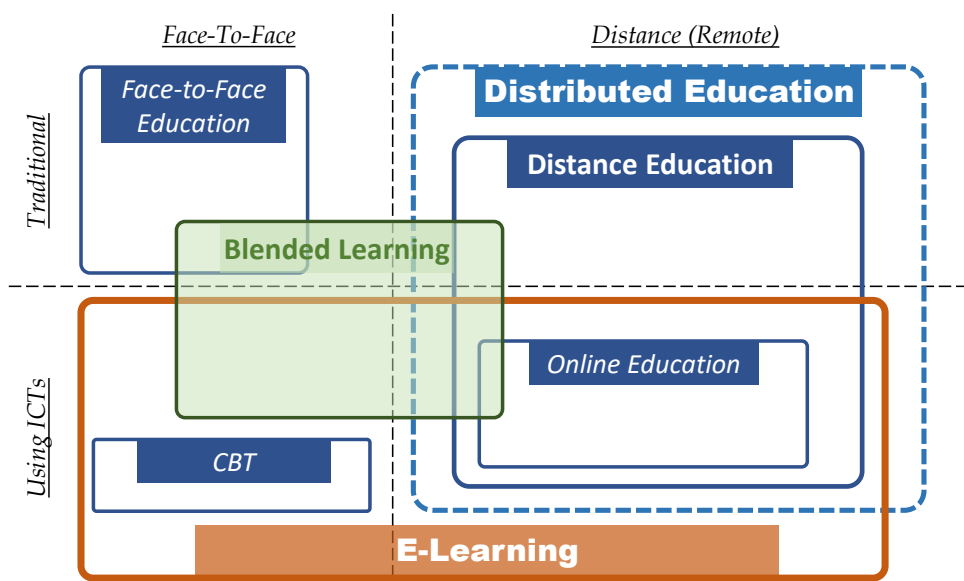 Face-To-Face
Distance (Remote)
Traditional
Face-to-Face
Education
Distributed Education
Distance Education
Blended Learning
Using ICTs
Online Education
CBT
E-Learning